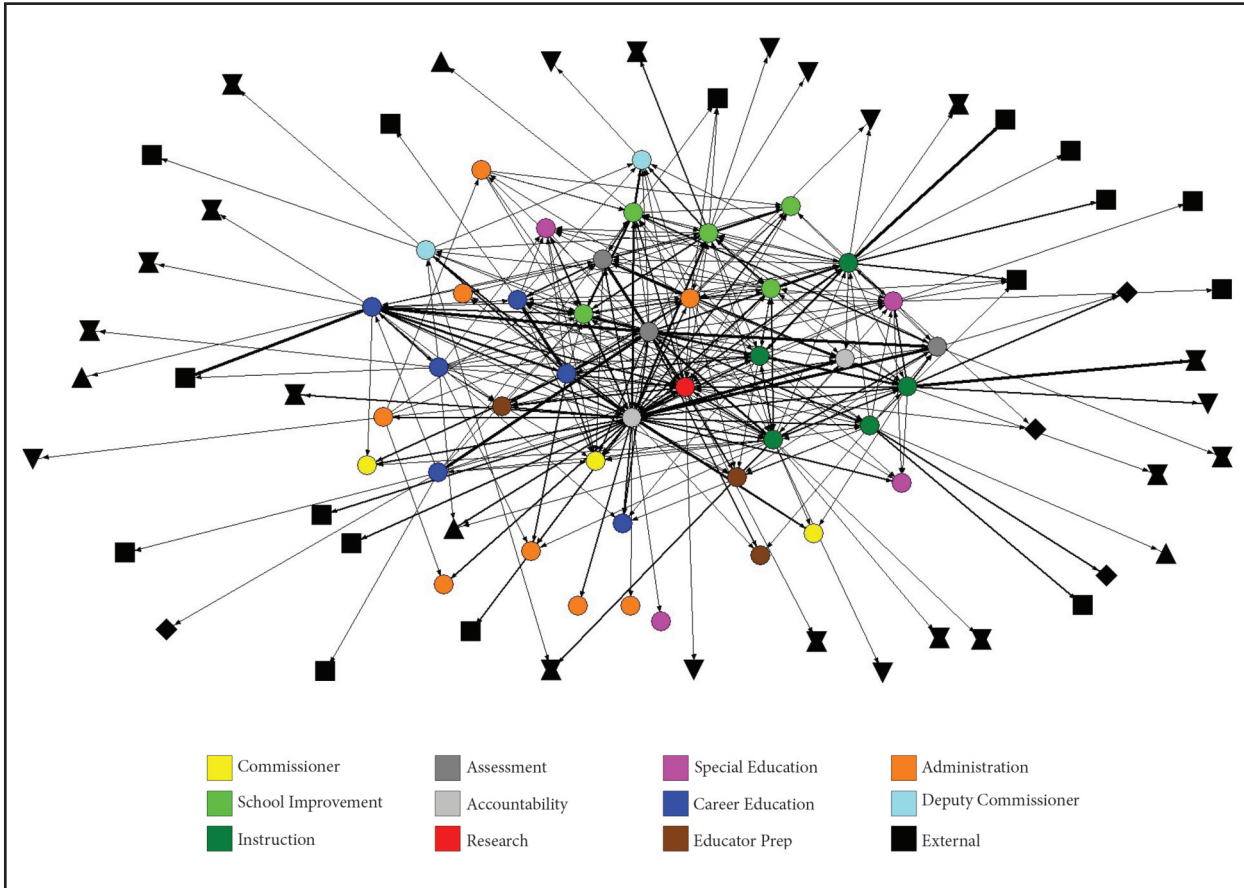 Commissioner
Assessment
Special Education
Administration
School Improvement
Accountability
Career Education
Deputy Commissioner
Instruction
Research
Educator Prep
External